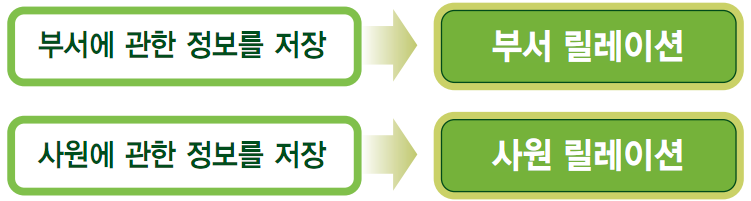 부서에 관한 정보를 저장
부서 릴레이션
사원에 관한 정보를 저장
사원 릴레이션